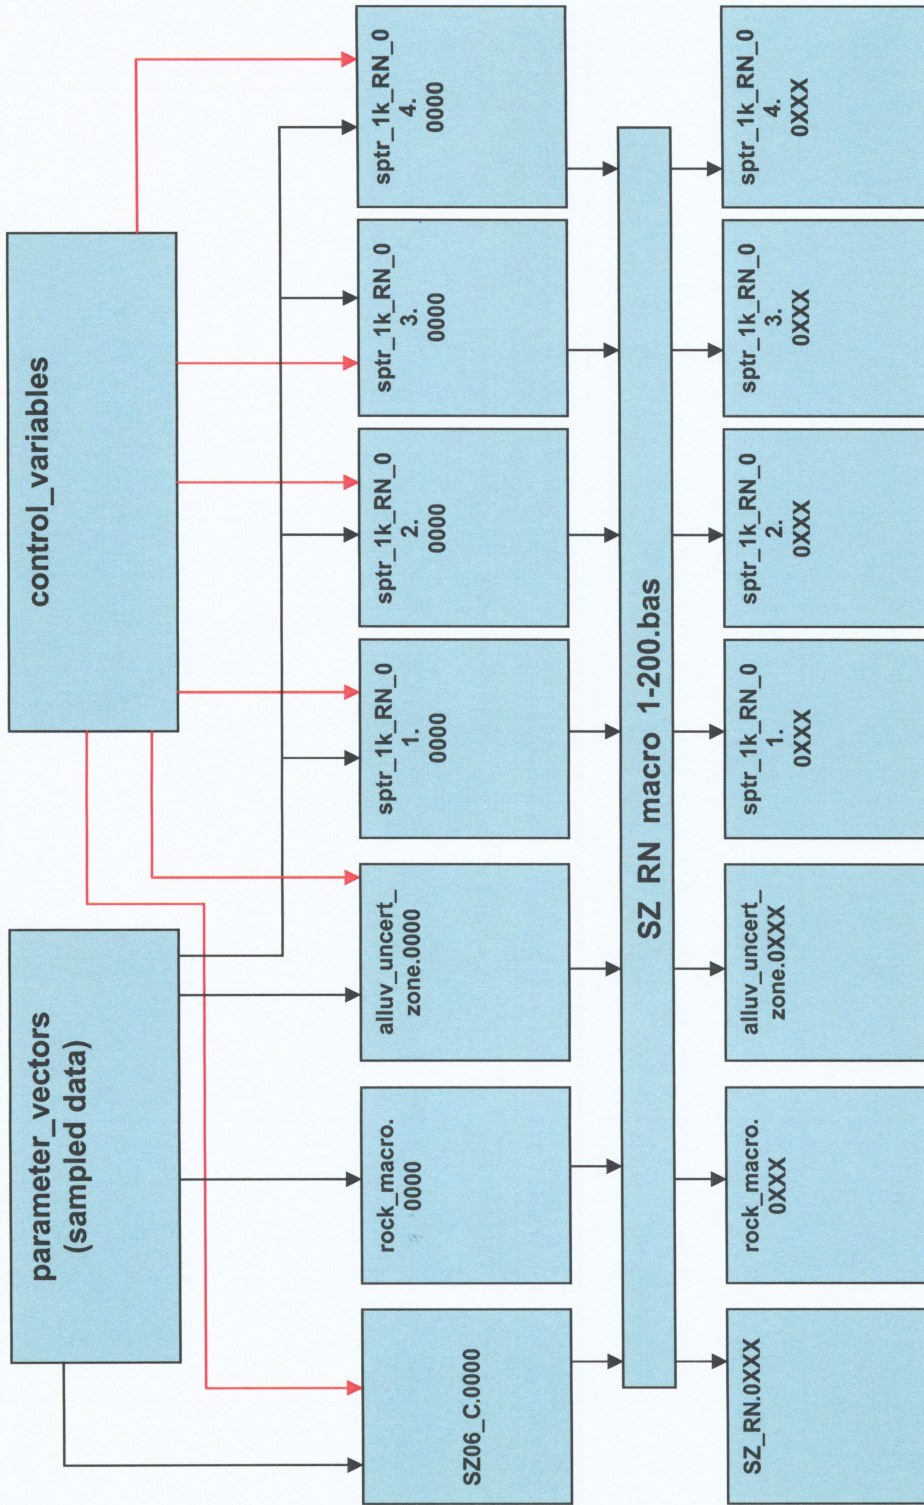 parameter_vectors
(sampled data)
control_variables
SZ06_C.0000
rock_macro.
0000
alluv_uncert_
zone.0000
sptr_1k_RN_0
1.
0000
sptr_1k_RN_0
2.
0000
sptr_1k_RN_0
3.
0000
sptr_1k_RN_0
4.
0000
SZ RN macro 1-200.bas
SZ_RN.0XXX
rock_macro.
0XXX
alluv_uncert_
zone.0XXX
sptr_1k_RN_0
1.
0XXX
sptr_1k_RN_0
2.
0XXX
sptr_1k_RN_0
3.
0XXX
sptr_1k_RN_0
4.
0XXX